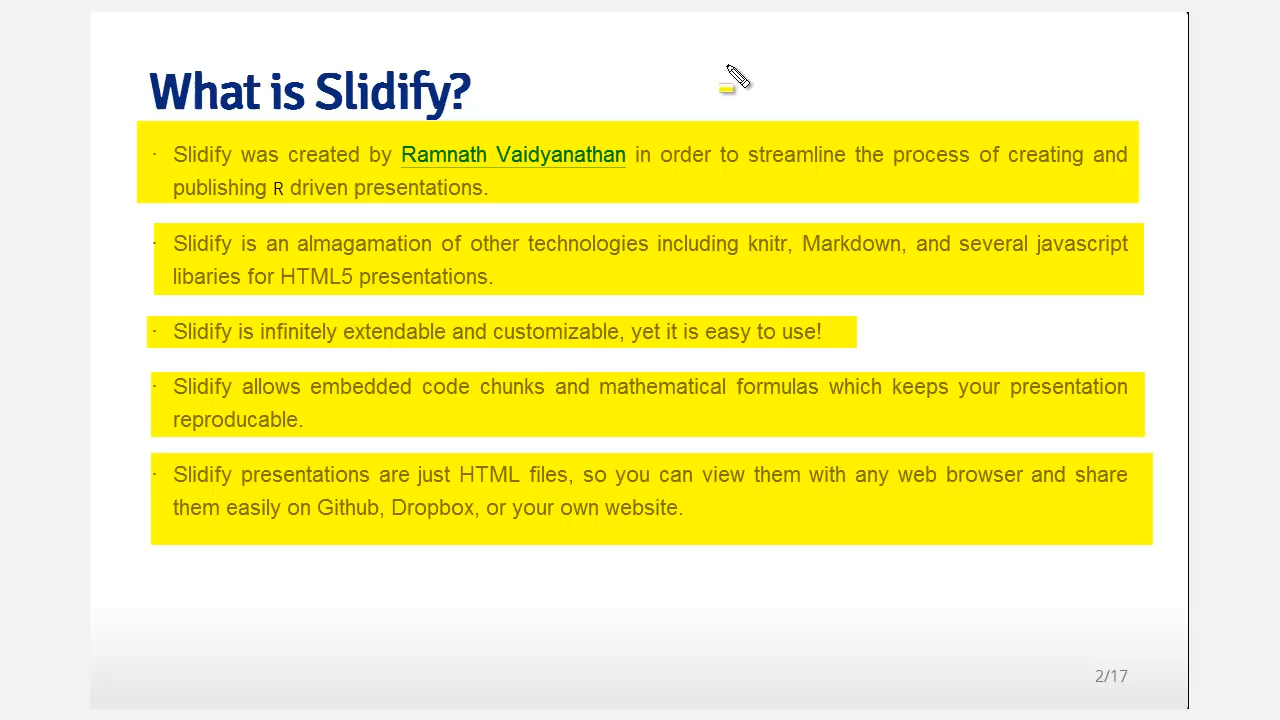 What is Slidify?
· Slidify was created by Ramnath Vaidyanathan in order to streamline the process of creating and
publishing R driven presentations.
· Slidify is an almagamation of other technologies including knitr, Markdown, and several javascript
libaries for HTML5 presentations.
· Slidify is infinitely extendable and customizable, yet it is easy to use!
· Slidify allows embedded code chunks and mathematical formulas which keeps your presentation
reproducable.
· Slidify presentations are just HTML files, so you can view them with any web browser and share
them easily on Github, Dropbox, or your own website.
2/17